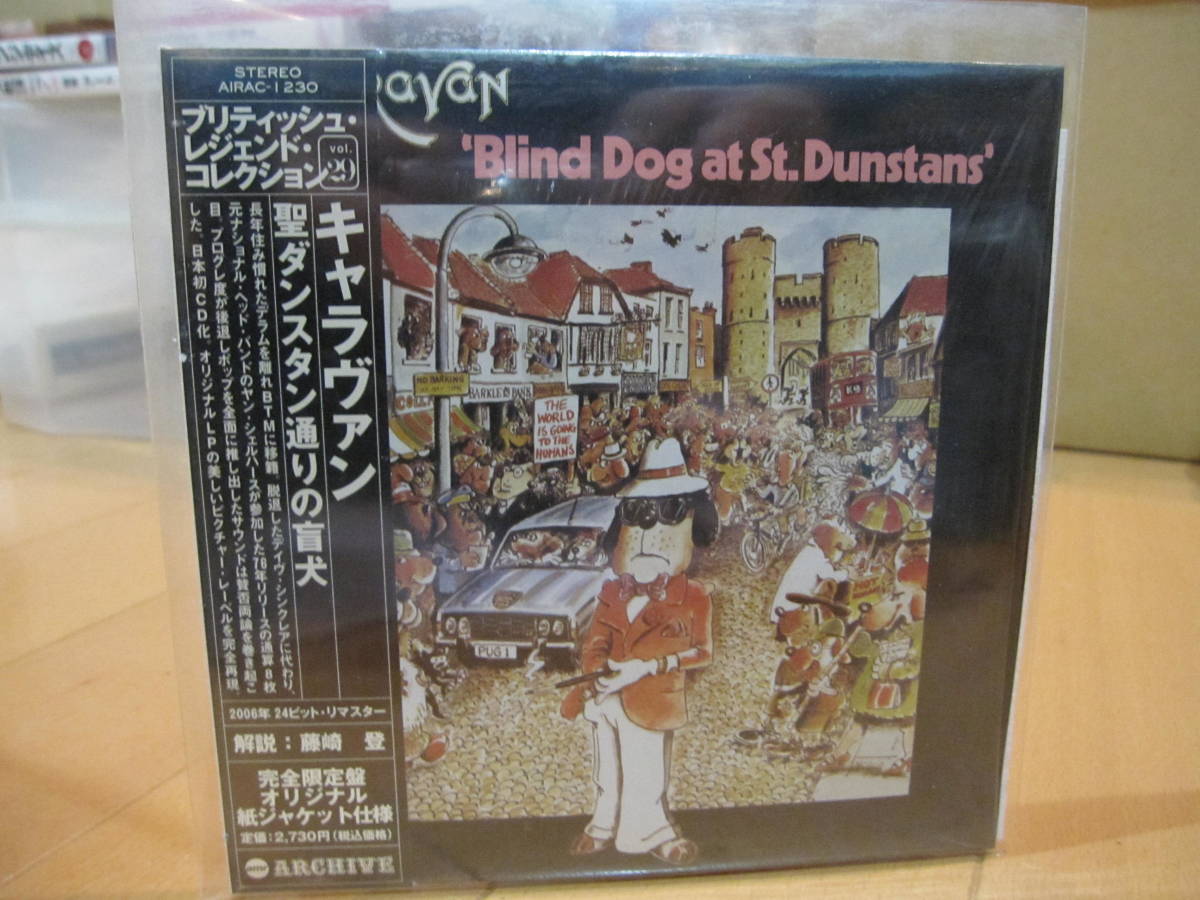 STEREO
AIRAC-1230
ブリティッシュ・
レジェンド・
コレクション
vol.
29
キャラヴァン
聖ダンスタン通りの盲犬
長年住み慣れたデラムを離れBTMに移籍。脱退したデイヴ・シンクレアに代わり、
元ナショナル・ヘッド・バンドのヤン・シェルハースが参加した76年リリースの通算8枚
目。プログレ度が後退しポップを全面に推し出したサウンドは賛否両論を巻き起こ
した。日本初CD化。オリジナルLPの美しいピクチャー・レーベルを完全再現。
2006年 24ビット・リマスター
解説：藤崎 登
完全限定盤
オリジナル
紙ジャケット仕様
定価：2,730円（税込価格）
ARCHIVE
ravan
‘Blind Dog at St. Dunstans’
NO BARKING
BARKLE BANK
THE
WORLD
IS GOING
TO THE
HUMANS
K9
PUG 1